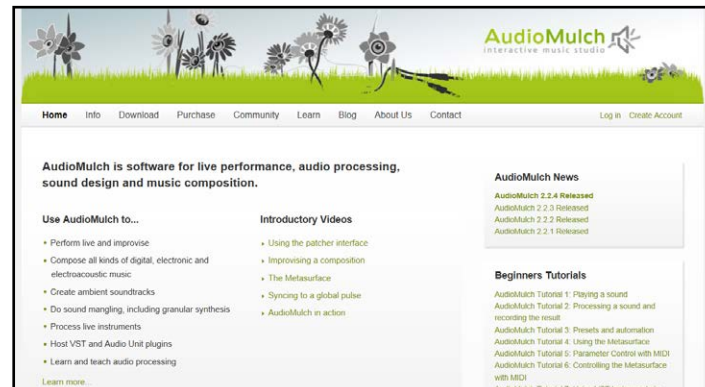 AudioMulch
interactive music studio
Home Info Download Purchase Community Learn Blog About Us Contact
Log in Create Account
AudioMulch is software for live performance, audio processing,
sound design and music composition.
Use AudioMulch to...
• Perform live and improvise
• Compose all kinds of digital, electronic and
electroacoustic music
• Create ambient soundtracks
• Do sound mangling, including granular synthesis
• Process live instruments
• Host VST and Audio Unit plugins
• Learn and teach audio processing
Learn more...
Introductory Videos
Using the patcher interface
Improvising a composition
The Metasurface
Syncing to a global pulse
AudioMulch in action
AudioMulch News
AudioMulch 2.2.4 Released
AudioMulch 2.2.3 Released
AudioMulch 2.2.2 Released
AudioMulch 2.2.1 Released
Beginners Tutorials
AudioMulch Tutorial 1: Playing a sound
AudioMulch Tutorial 2: Processing a sound and
recording the result
AudioMulch Tutorial 3: Presets and automation
AudioMulch Tutorial 4: Using the Metasurface
AudioMulch Tutorial 5: Parameter Control with MIDI
AudioMulch Tutorial 6: Controlling the Metasurface
with MIDI